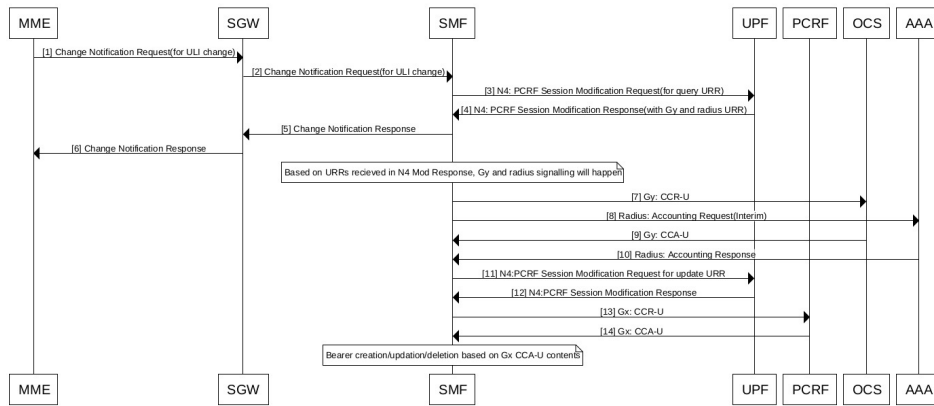 MME SGW SMF UPF PCRF OCS AAA
[1] Change Notification Request(for ULI change)
[2] Change Notification Request(for ULI change)
[3] N4: PCRF Session Modification Request(for query URR)
[4] N4: PCRF Session Modification Response(with Gy and radius URR)
[5] Change Notification Response
[6] Change Notification Response
Based on URRs recieved in N4 Mod Response, Gy and radius signalling will happen
[7] Gy: CCR-U
[8] Radius: Accounting Request(Interim)
[9] Gy: CCA-U
[10] Radius: Accounting Response
[11] N4:PCRF Session Modification Request for update URR
[12] N4:PCRF Session Modification Response
[13] Gx: CCR-U
[14] Gx: CCA-U
Bearer creation/updation/deletion based on Gx CCA-U contents
MME SGW SMF UPF PCRF OCS AAA